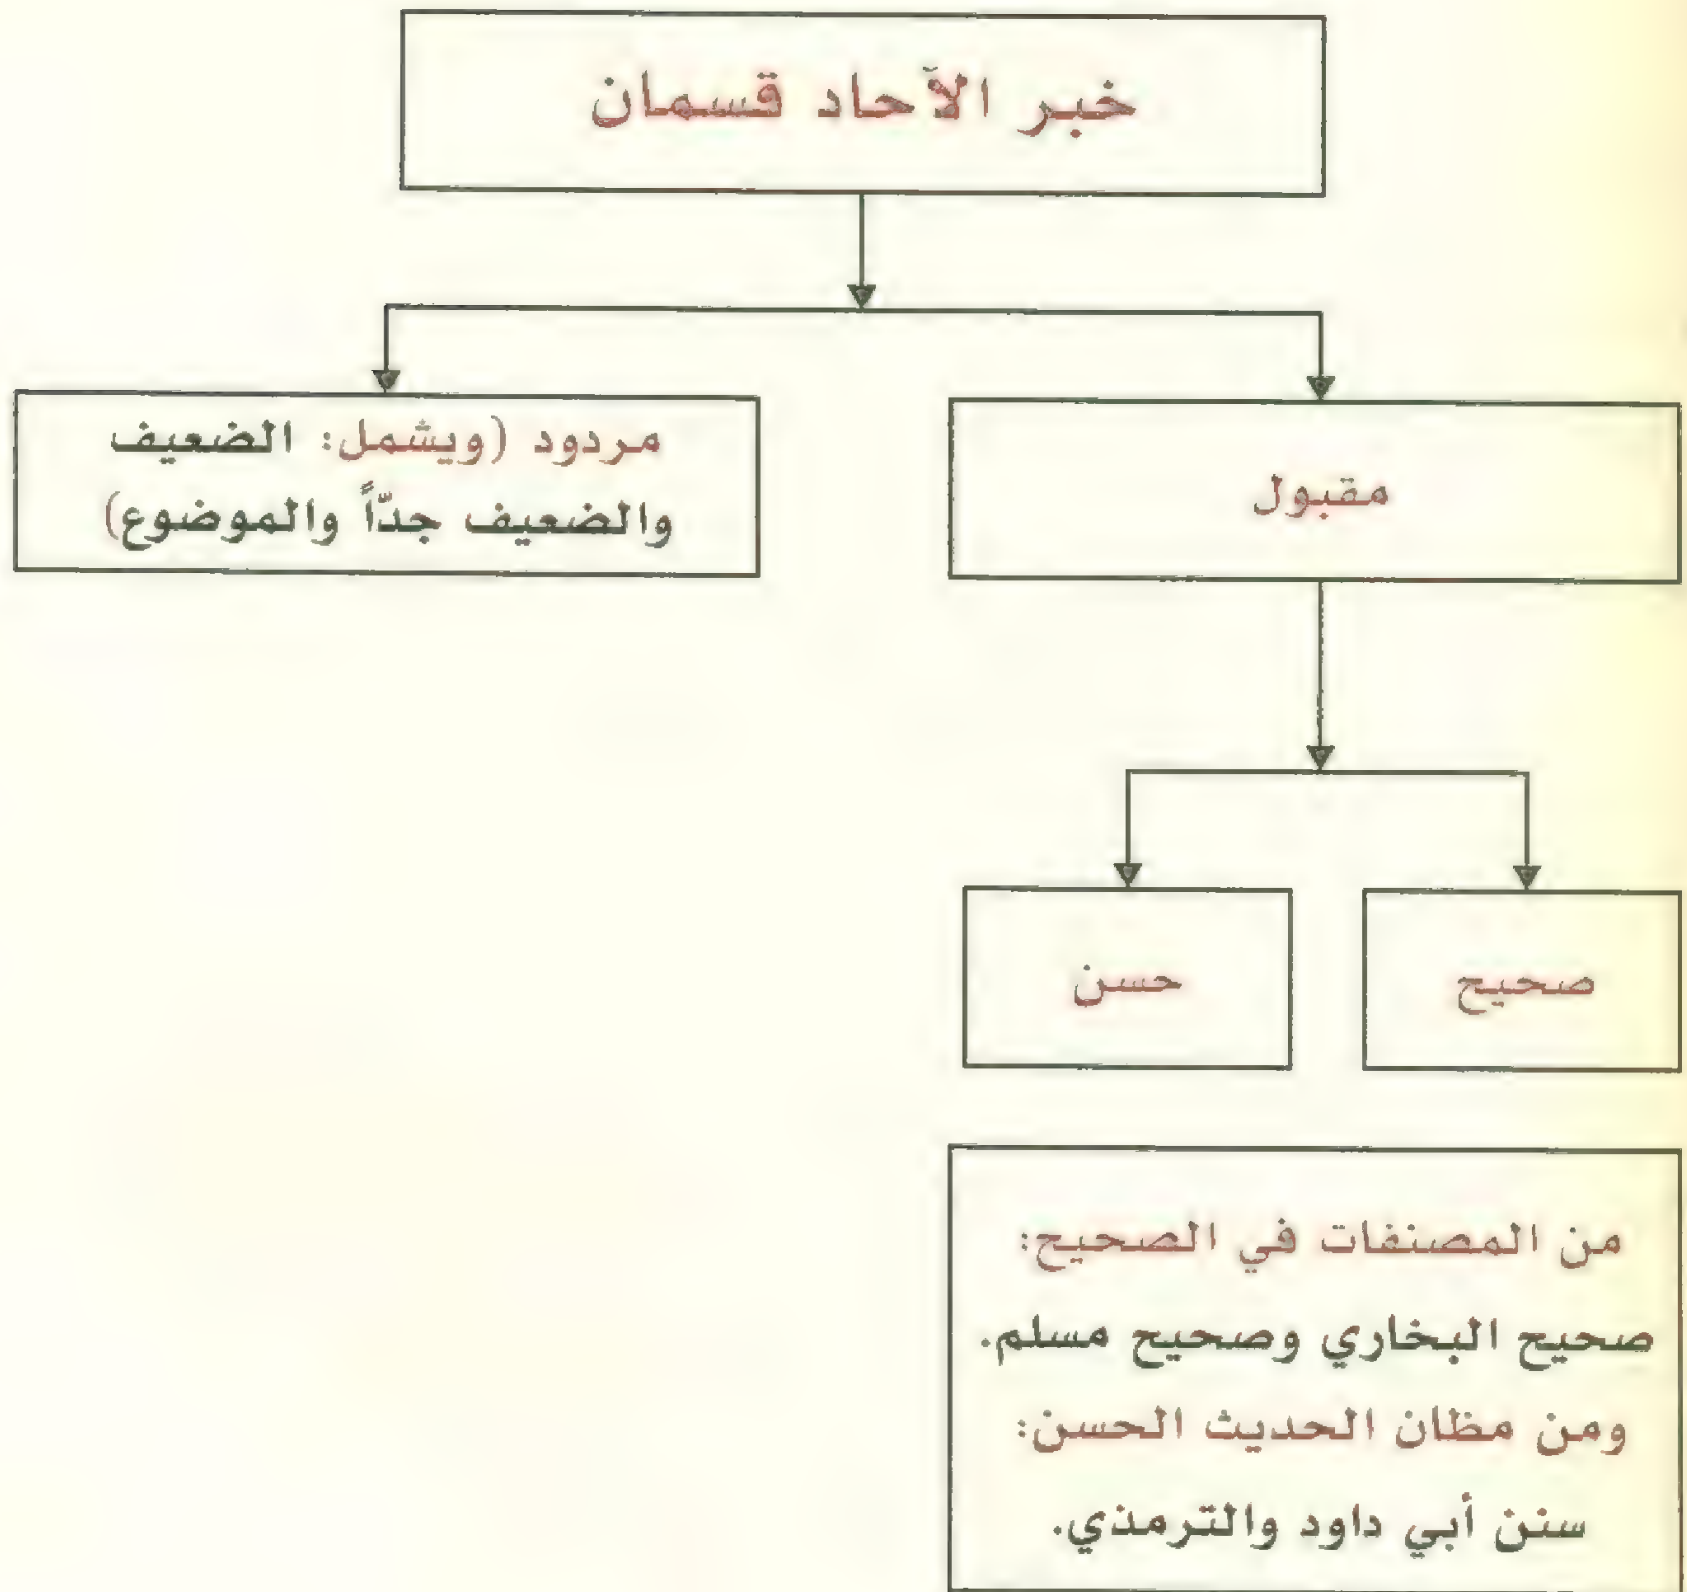 خبر الآحاد قسمان
مقبول
مردود (ويشمل: الضعيف
والضعيف جدّاً والموضوع)
صحيح
حسن
من المصنفات في الصحيح:
صحيح البخاري وصحيح مسلم.
ومن مظان الحديث الحسن:
سنن أبي داود والترمذي.